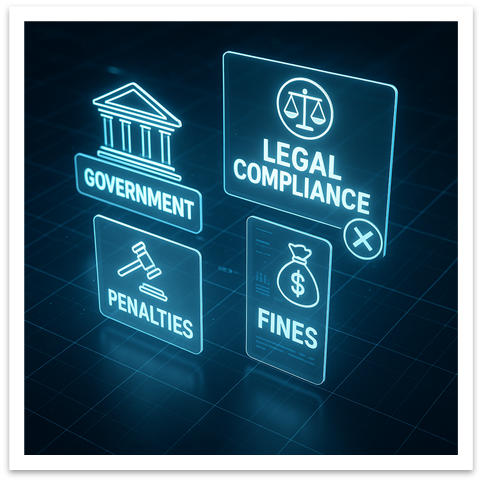 GOVERNMENT
LEGAL
COMPLIANCE
PENALTIES
$
FINES